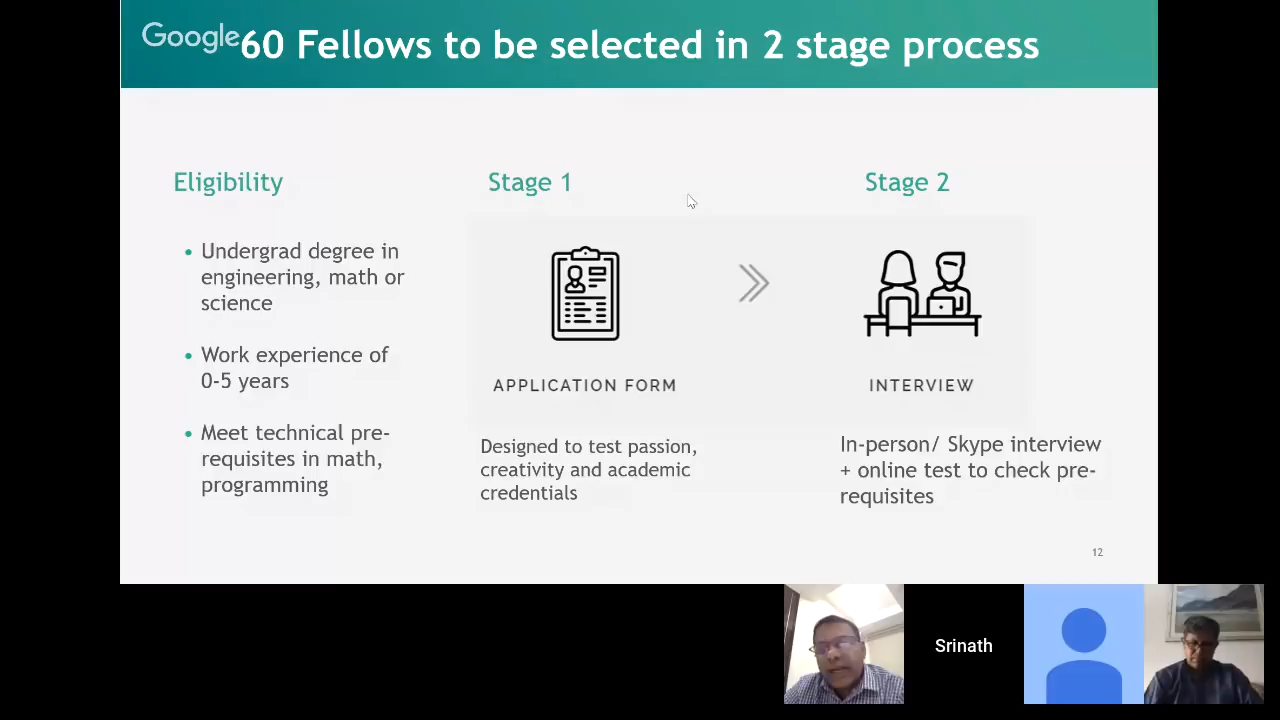 Google
60 Fellows to be selected in 2 stage process
Eligibility
• Undergrad degree in
engineering, math or
science
• Work experience of
0-5 years
• Meet technical pre-
requisites in math,
programming
Stage 1
APPLICATION FORM
Designed to test passion,
creativity and academic
credentials
Stage 2
INTERVIEW
In-person/ Skype interview
+ online test to check pre-
requisites
12
Srinath